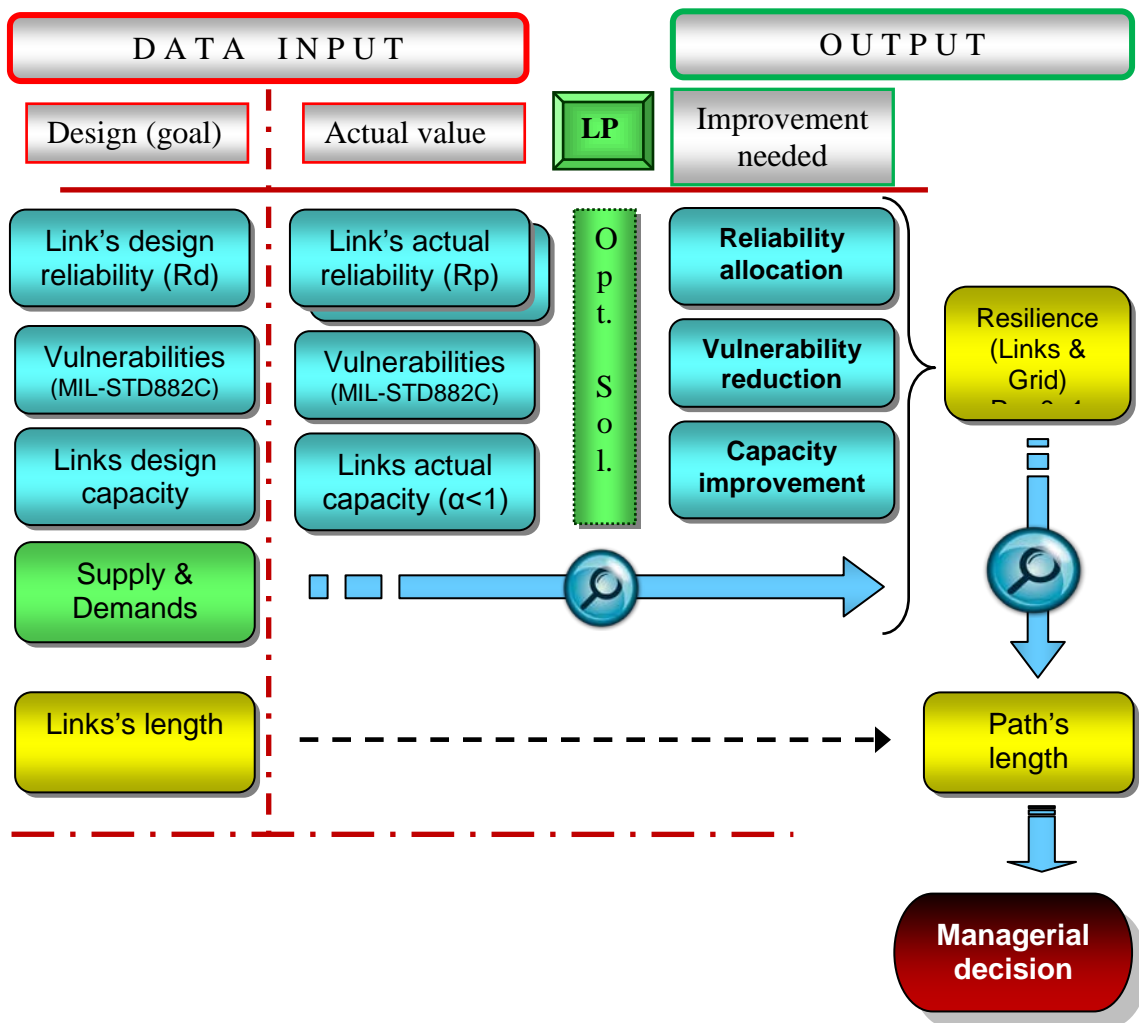 DATA INPUT
OUTPUT
Design (goal)
Actual value
LP
Improvement
needed
Link's design
reliability (Rd)
Link's actual
reliability (Rp)
Opt. Sol.
Reliability
allocation
Vulnerabilities
(MIL-STD882C)
Vulnerabilities
(MIL-STD882C)
Vulnerability
reduction
Resilience
(Links &
Grid)
Links design
capacity
Links actual
capacity (α<1)
Capacity
improvement
Supply &
Demands
Links's length
Path's
length
Managerial
decision